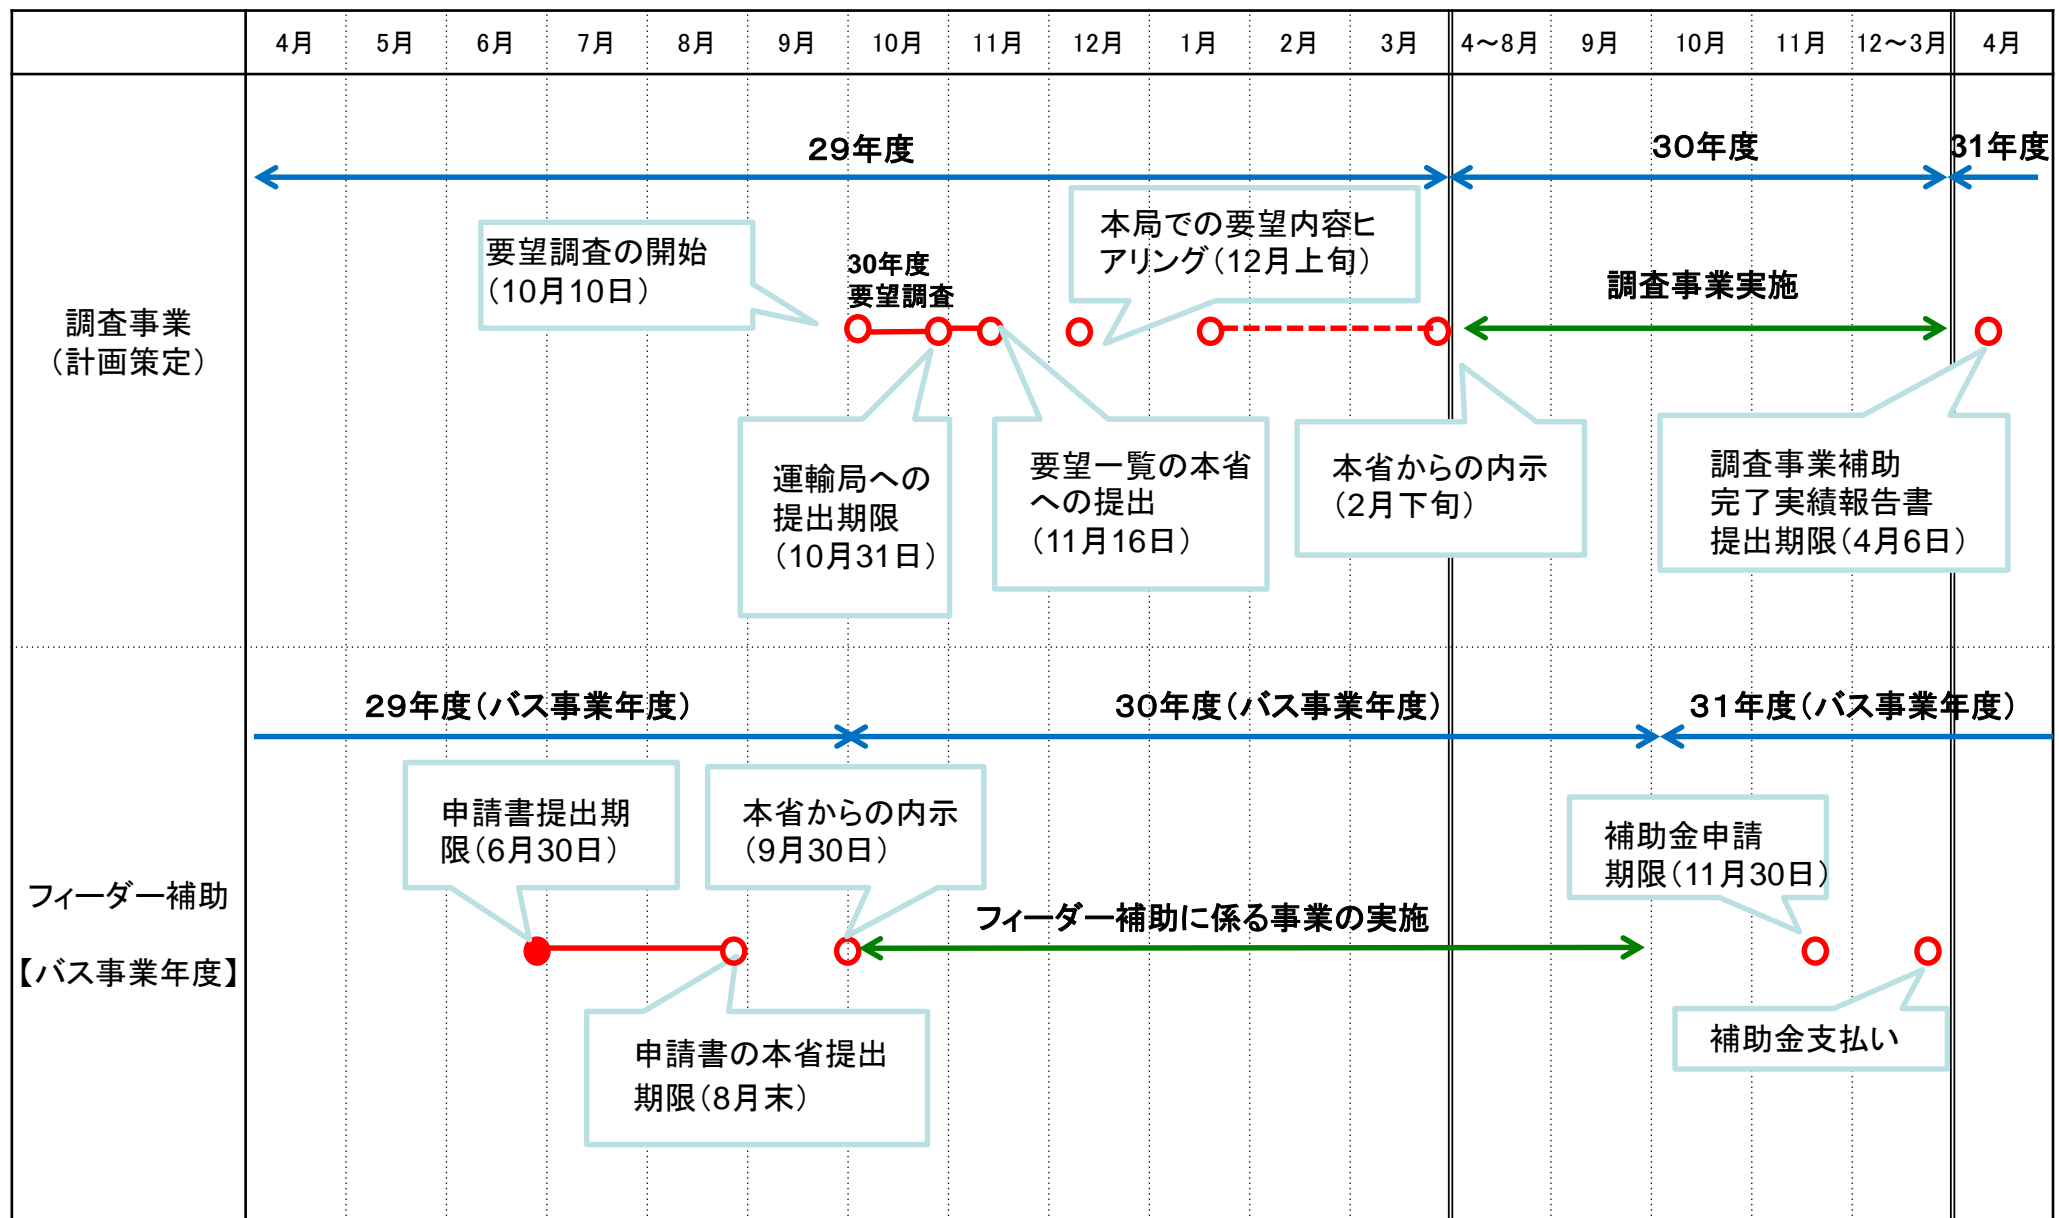 4月 5月 6月 7月 8月 9月 10月 11月 12月 1月 2月 3月 4～8月 9月 10月 11月 12～3月 4月
調査事業
（計画策定）
29年度
30年度
31年度
要望調査の開始
（10月10日）
30年度
要望調査
本局での要望内容ヒ
アリング（12月上旬）
調査事業実施
運輸局への
提出期限
（10月31日）
要望一覧の本省
への提出
（11月16日）
本省からの内示
（2月下旬）
調査事業補助
完了実績報告書
提出期限（4月6日）
フィーダー補助
【バス事業年度】
29年度（バス事業年度）
30年度（バス事業年度）
31年度（バス事業年度）
申請書提出期
限（6月30日）
本省からの内示
（9月30日）
補助金申請
期限（11月30日）
フィーダー補助に係る事業の実施
申請書の本省提出
期限（8月末）
補助金支払い